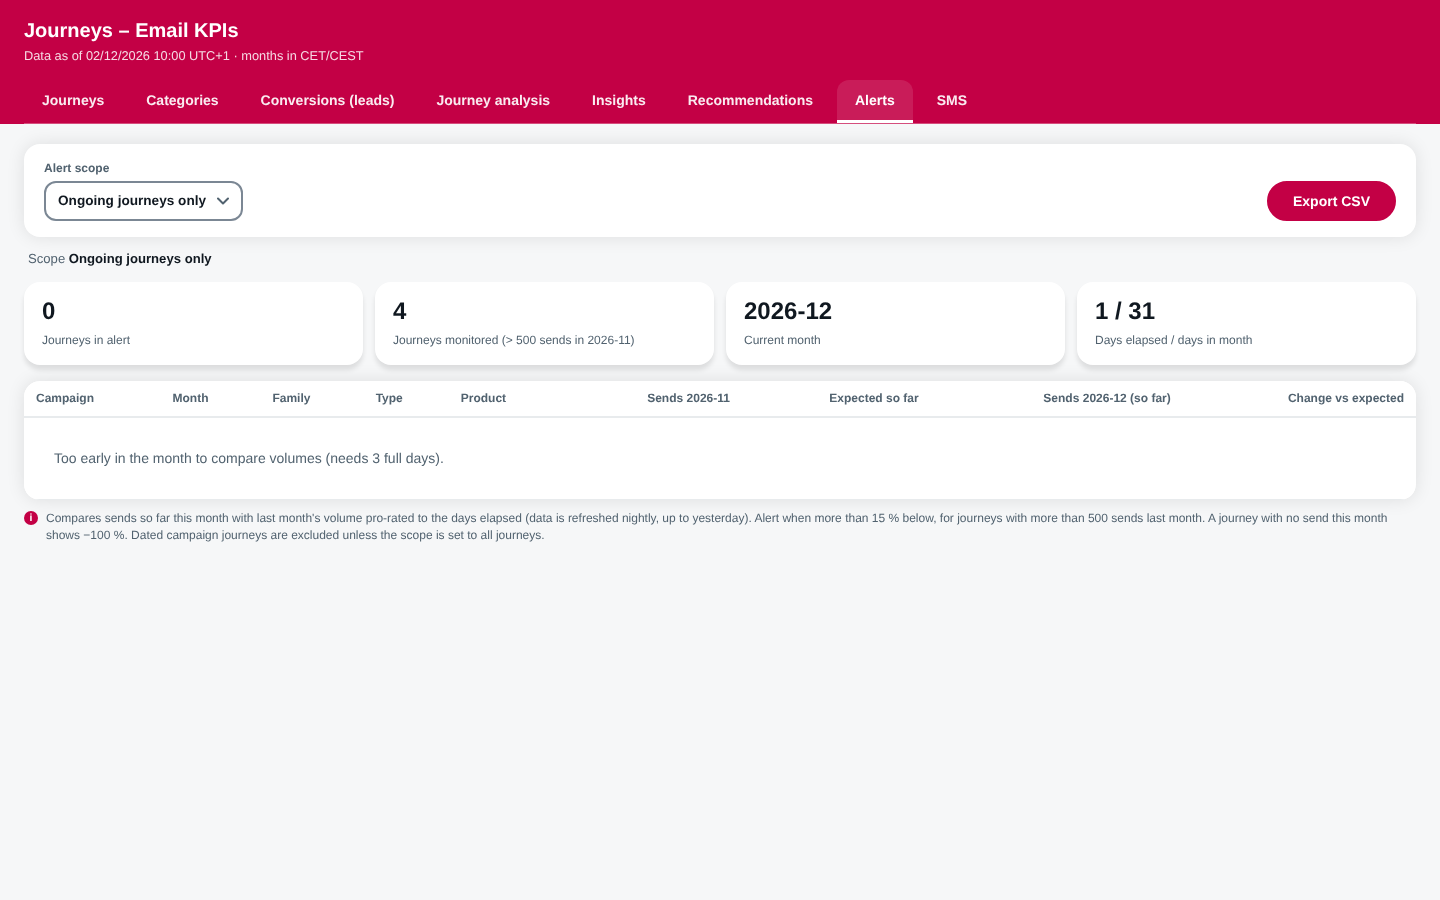 Journeys – Email KPIs
Data as of 02/12/2026 10:00 UTC+1 · months in CET/CEST
Journeys Categories Conversions (leads) Journey analysis Insights Recommendations Alerts SMS
Alert scope
Ongoing journeys only
Export CSV
Scope Ongoing journeys only
0
Journeys in alert
4
Journeys monitored (> 500 sends in 2026-11)
2026-12
Current month
1 / 31
Days elapsed / days in month
Campaign Month Family Type Product Sends 2026-11 Expected so far Sends 2026-12 (so far) Change vs expected
Too early in the month to compare volumes (needs 3 full days).
i Compares sends so far this month with last month's volume pro-rated to the days elapsed (data is refreshed nightly, up to yesterday). Alert when more than 15 % below, for journeys with more than 500 sends last month. A journey with no send this month
shows −100 %. Dated campaign journeys are excluded unless the scope is set to all journeys.